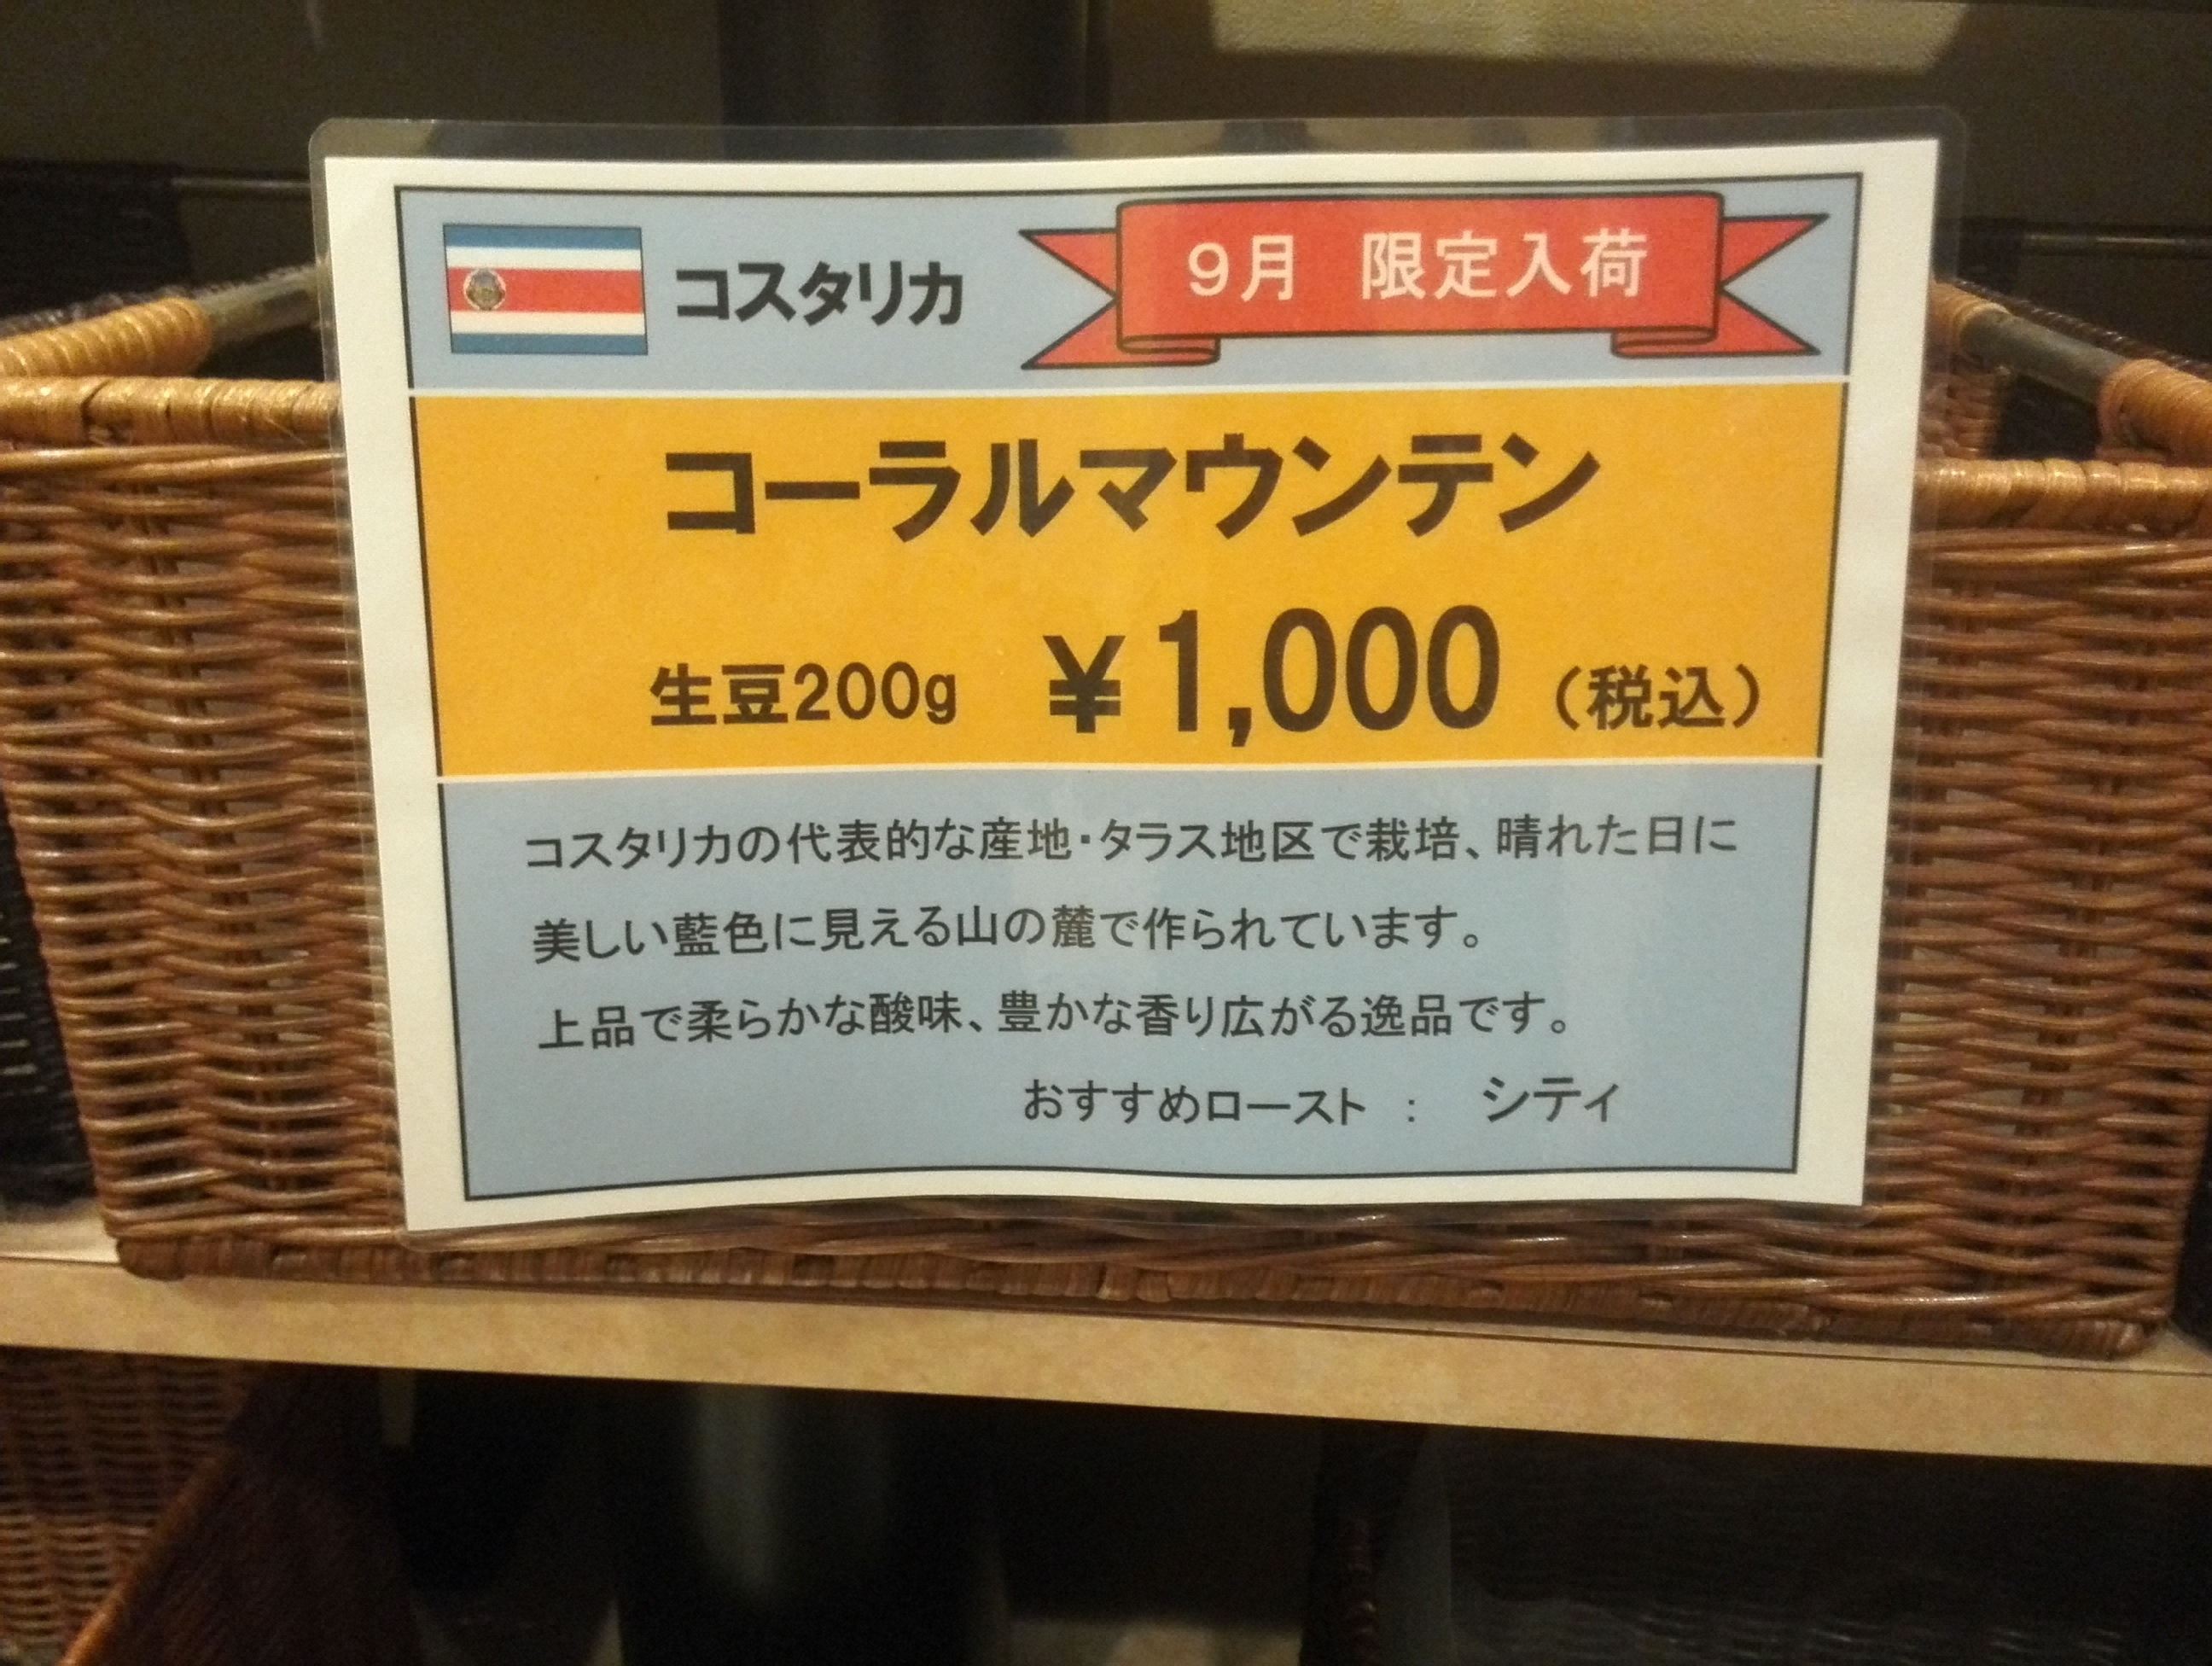 コスタリカ
9月 限定入荷
コーラルマウンテン
生豆200g ¥1,000 (税込)
コスタリカの代表的な産地・タラス地区で栽培、晴れた日に
美しい藍色に見える山の麓で作られています。
上品で柔らかな酸味、豊かな香り広がる逸品です。
おすすめロースト : シティ